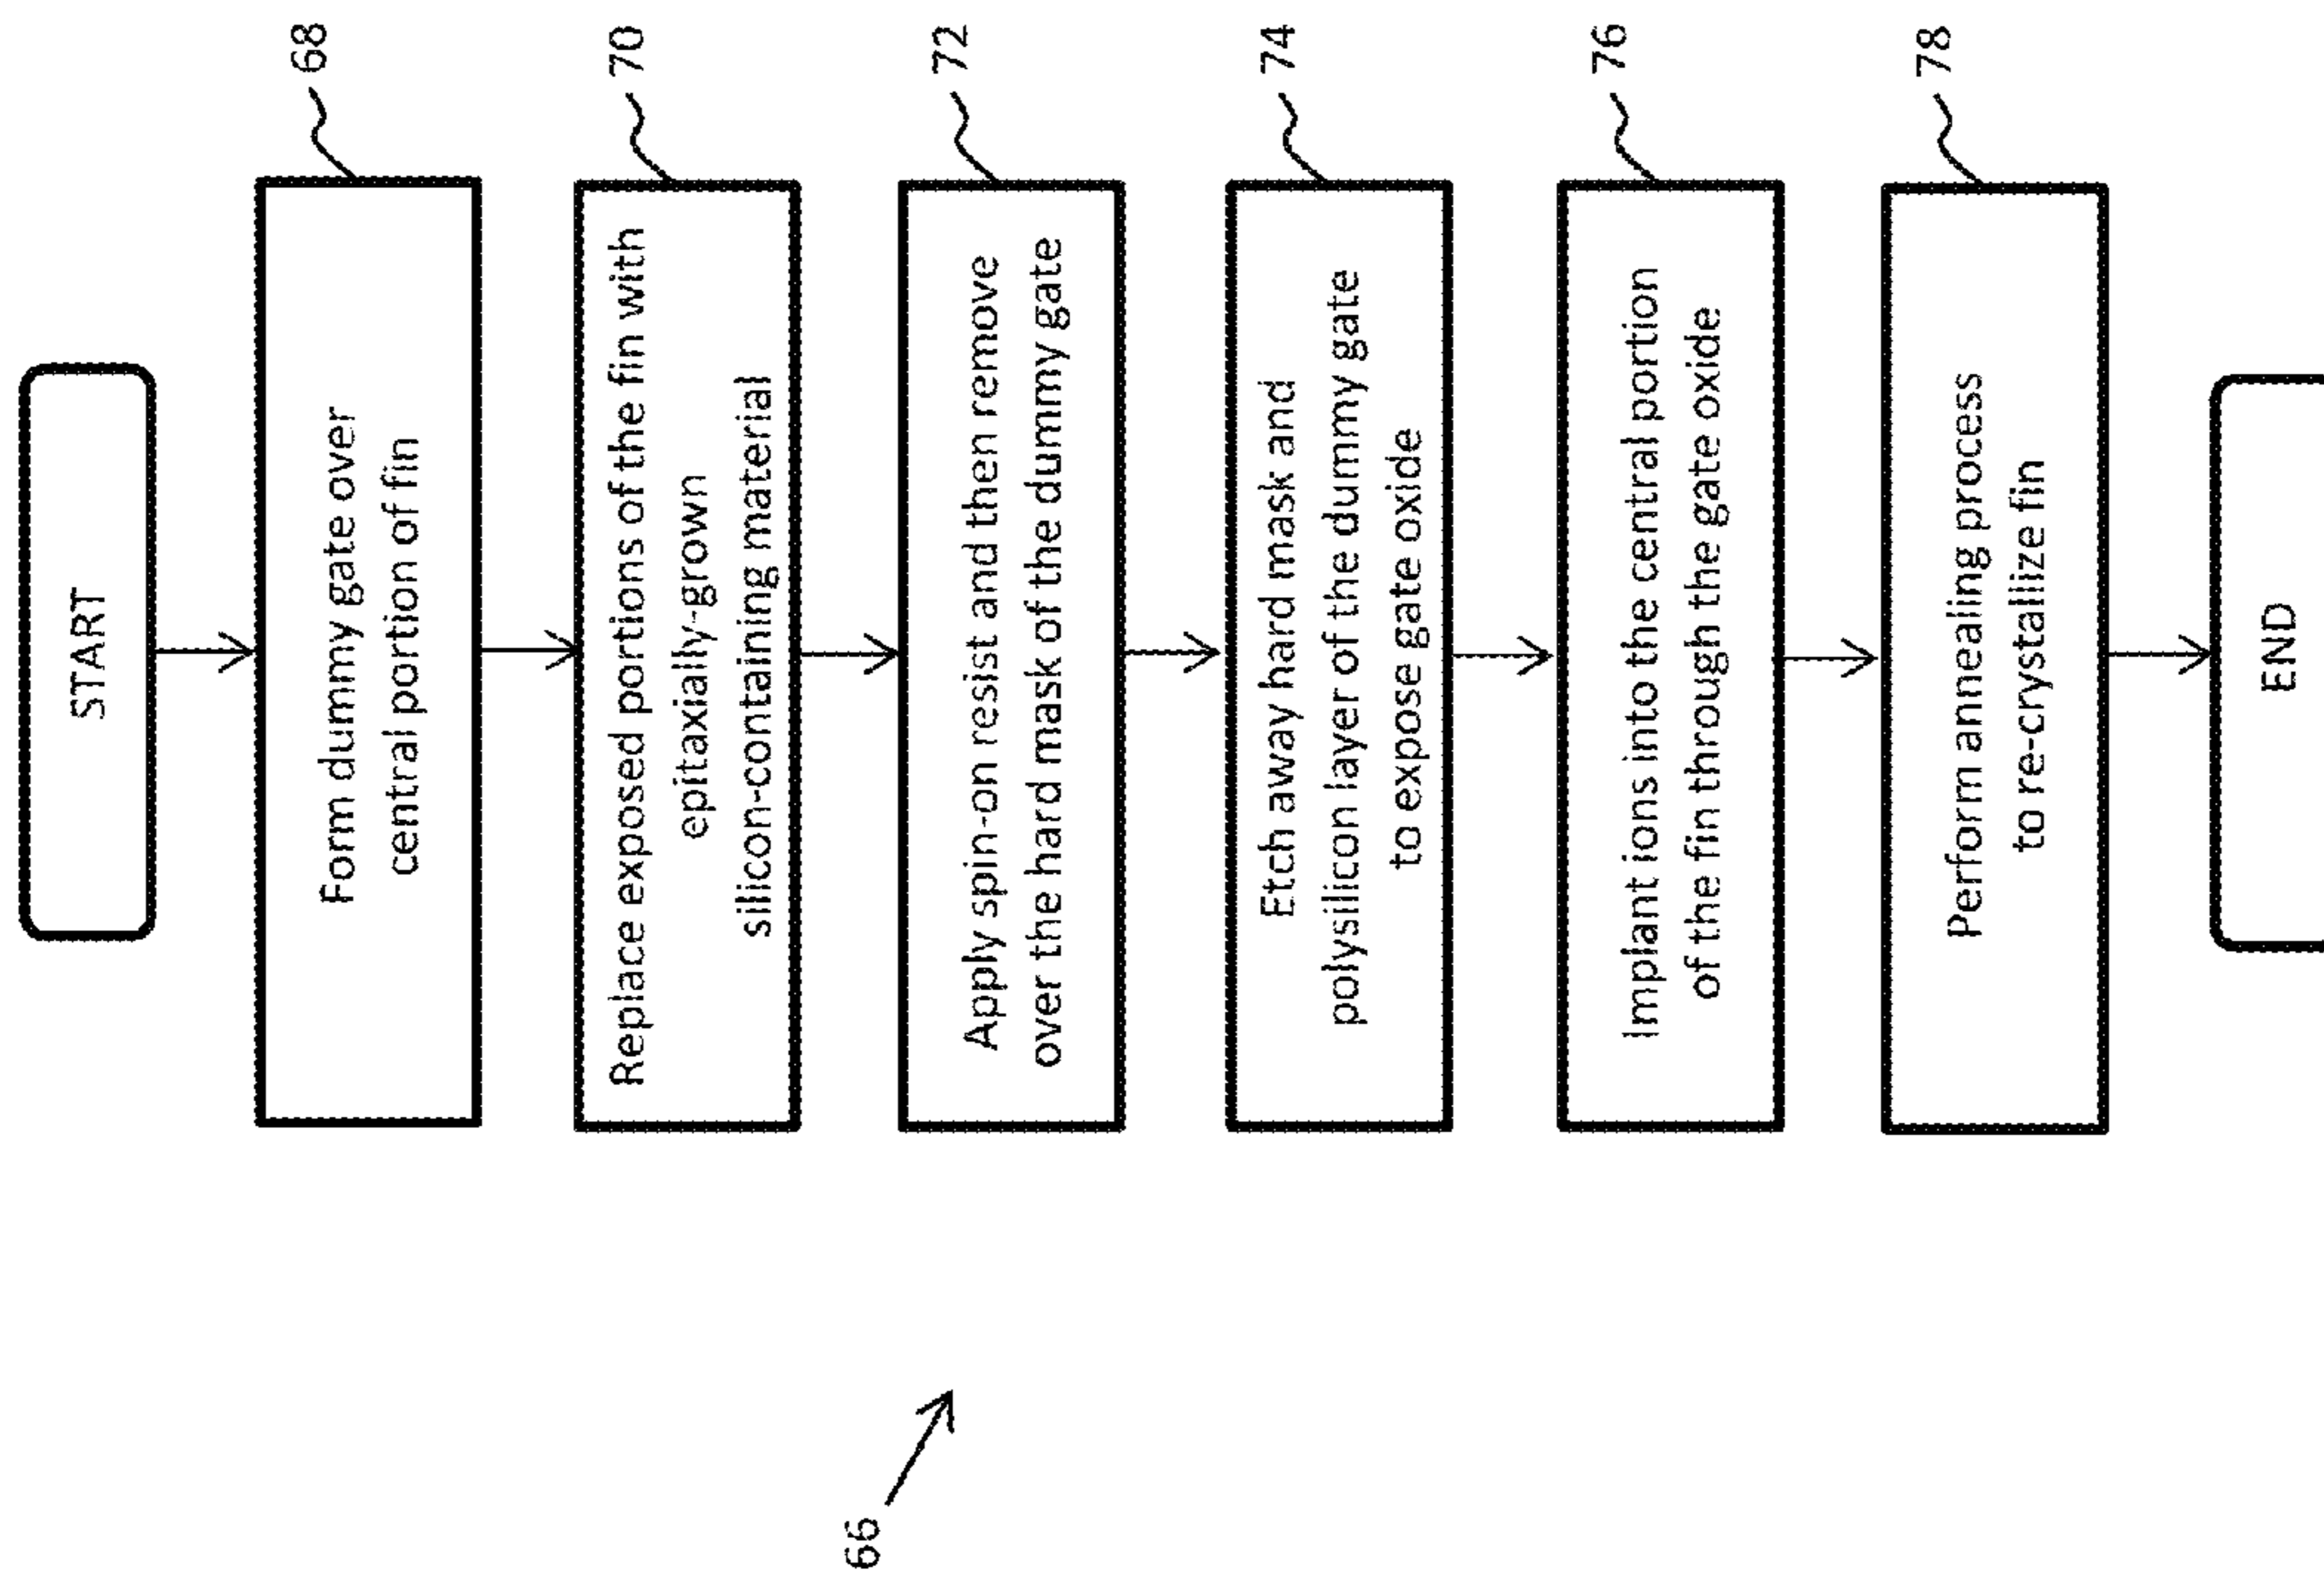 START
68
Form dummy gate over
central portion of fin
70
Replace exposed portions of the fin with
epitaxially-grown
silicon-containing material
72
Apply spin-on resist and then remove
over the hard mask of the dummy gate
74
Etch away hard mask and
polysilicon layer of the dummy gate
to expose gate oxide
76
Implant ions into the central portion
of the fin through the gate oxide
78
Perform annealing process
to re-crystallize fin
END
66